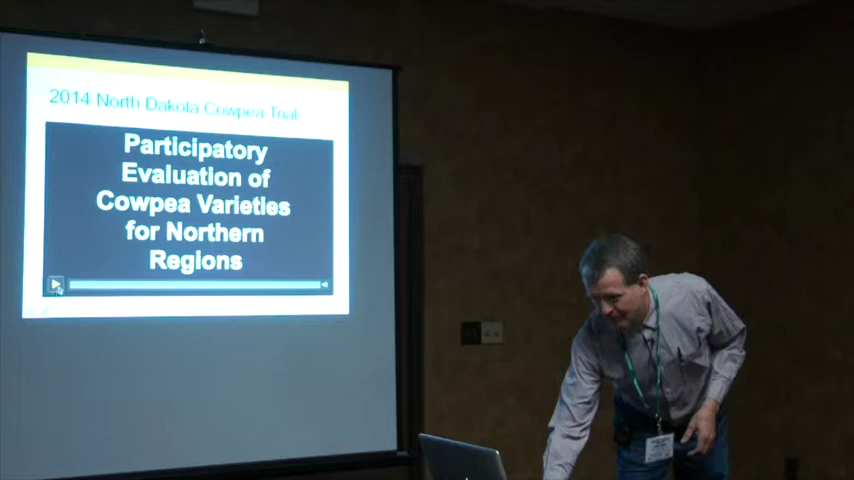 2014 North Dakota Cowpea Trial
Participatory
Evaluation of
Cowpea Varieties
for Northern
Regions